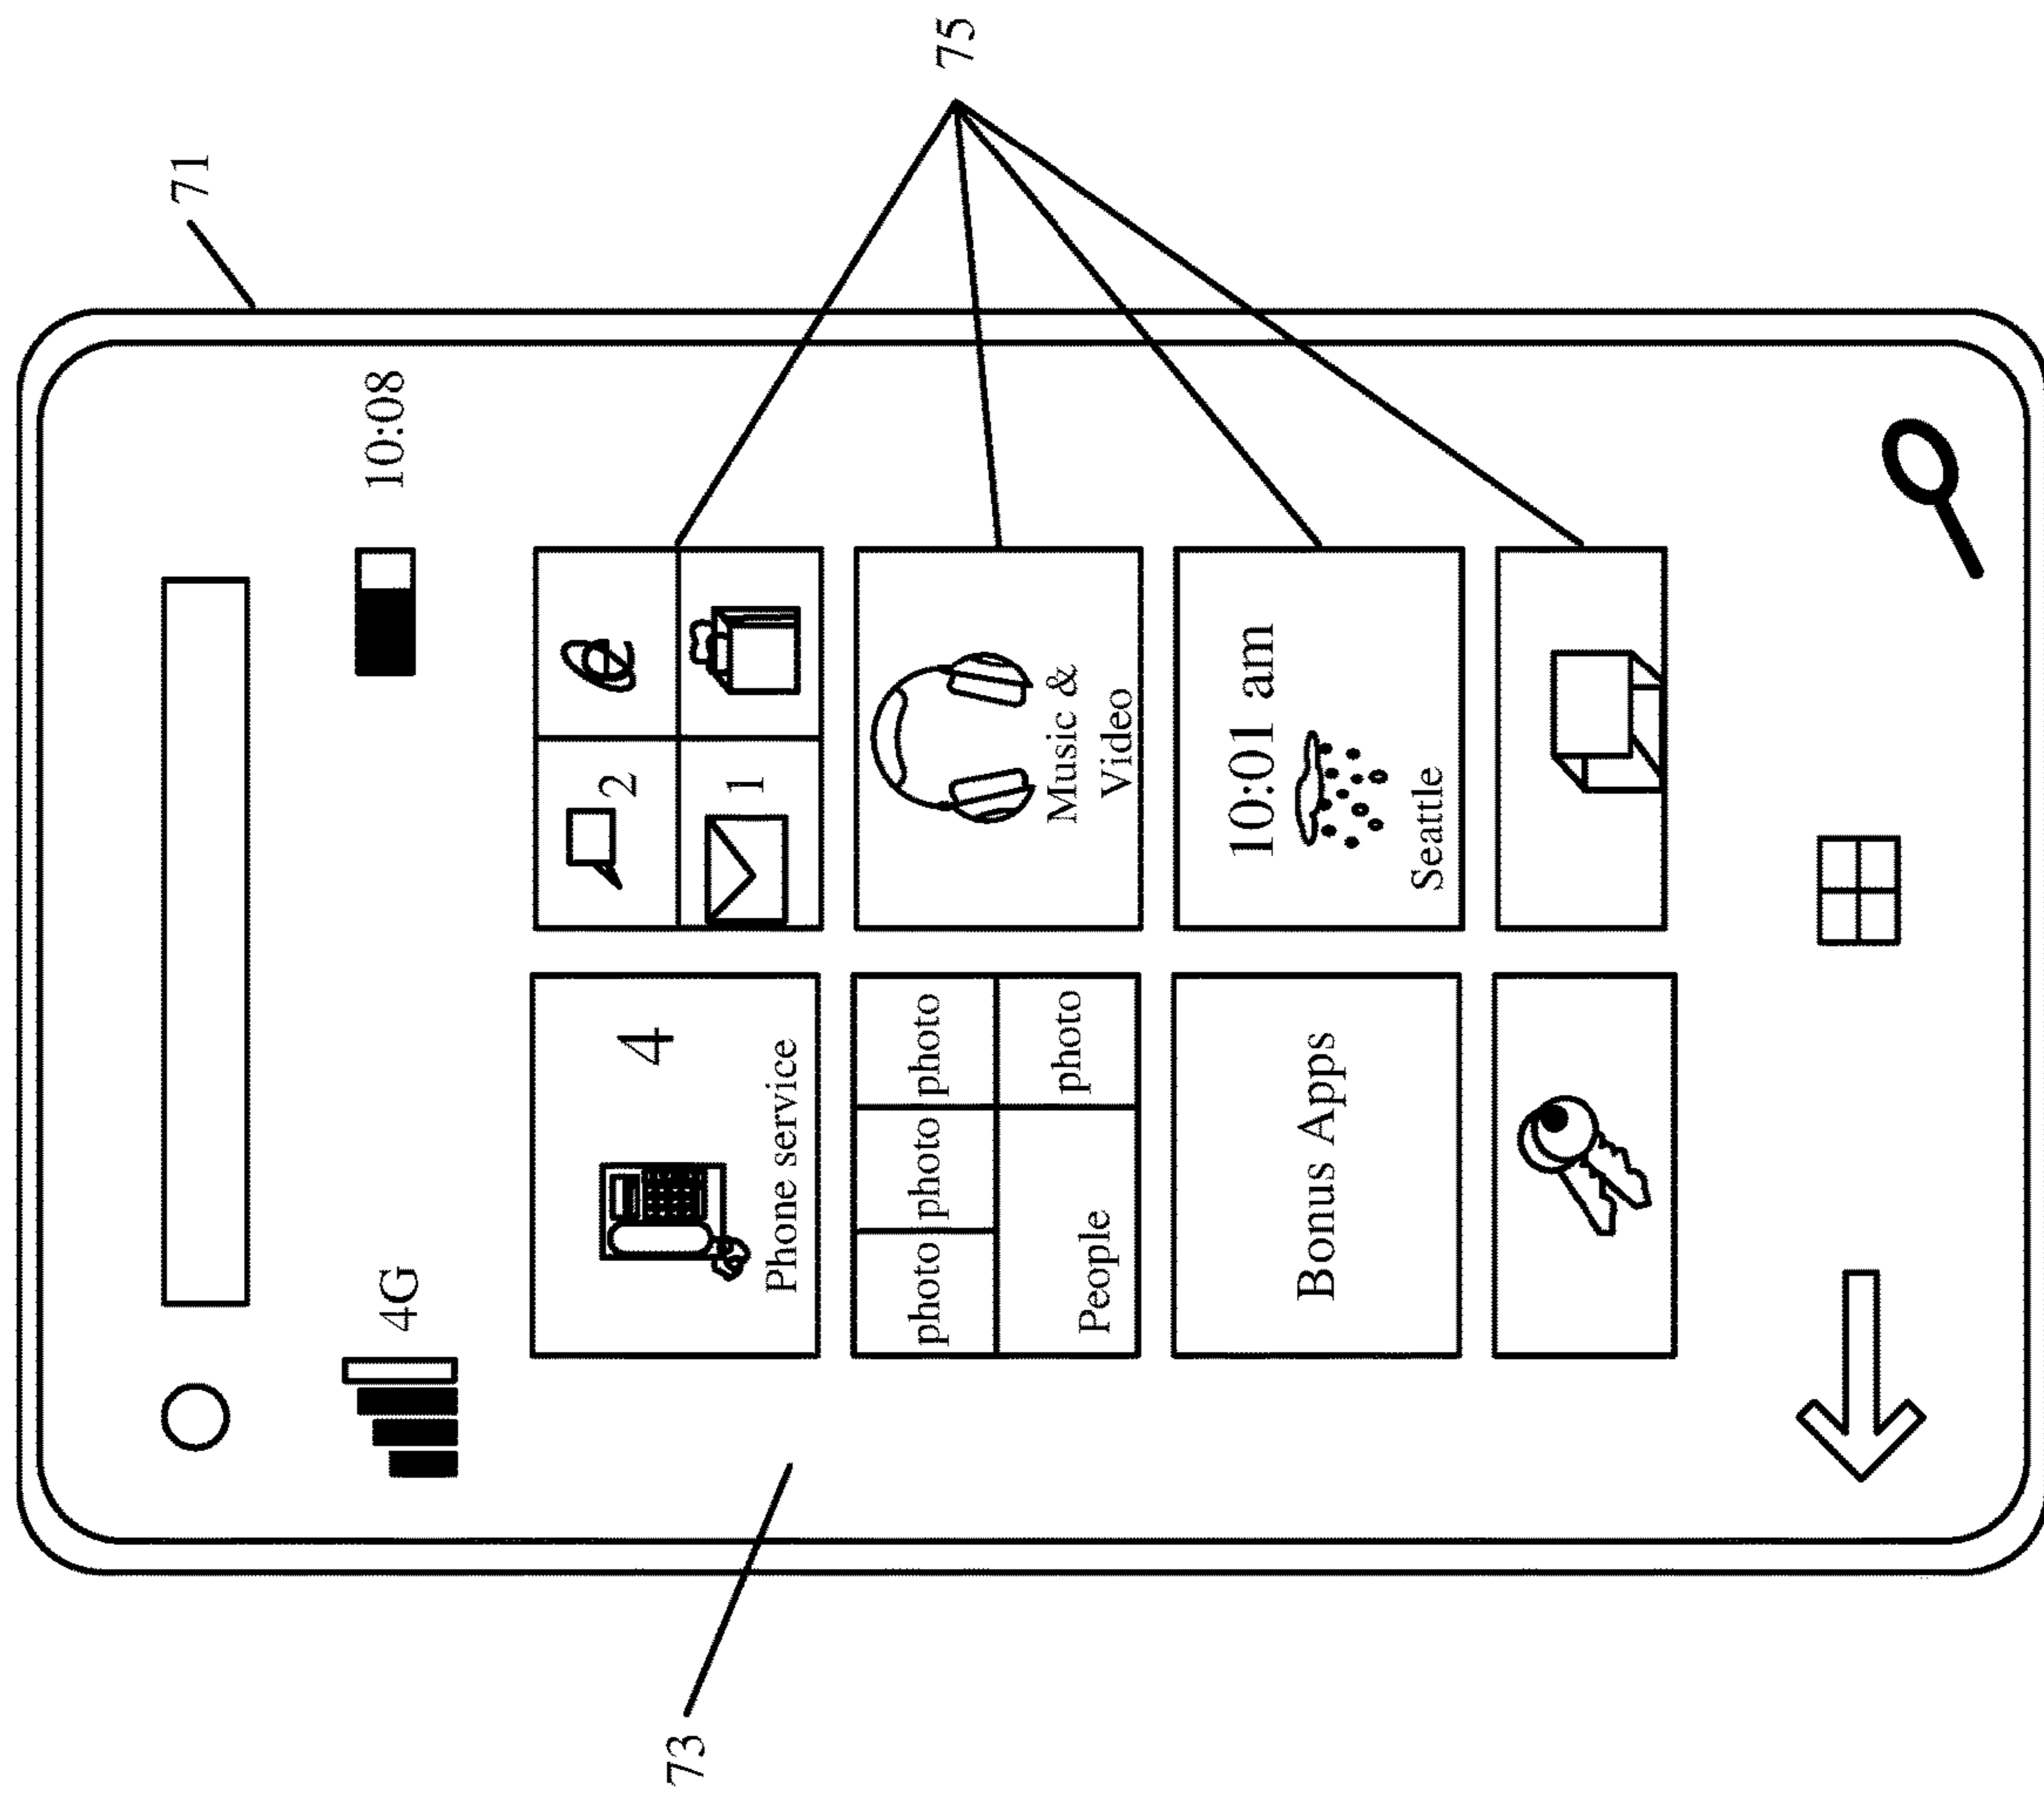 71
4G
10:08
4
Phone service
2
1
75
photo photo photo
People
photo
Music &
Video
Bonus Apps
10:01 am
Seattle
73